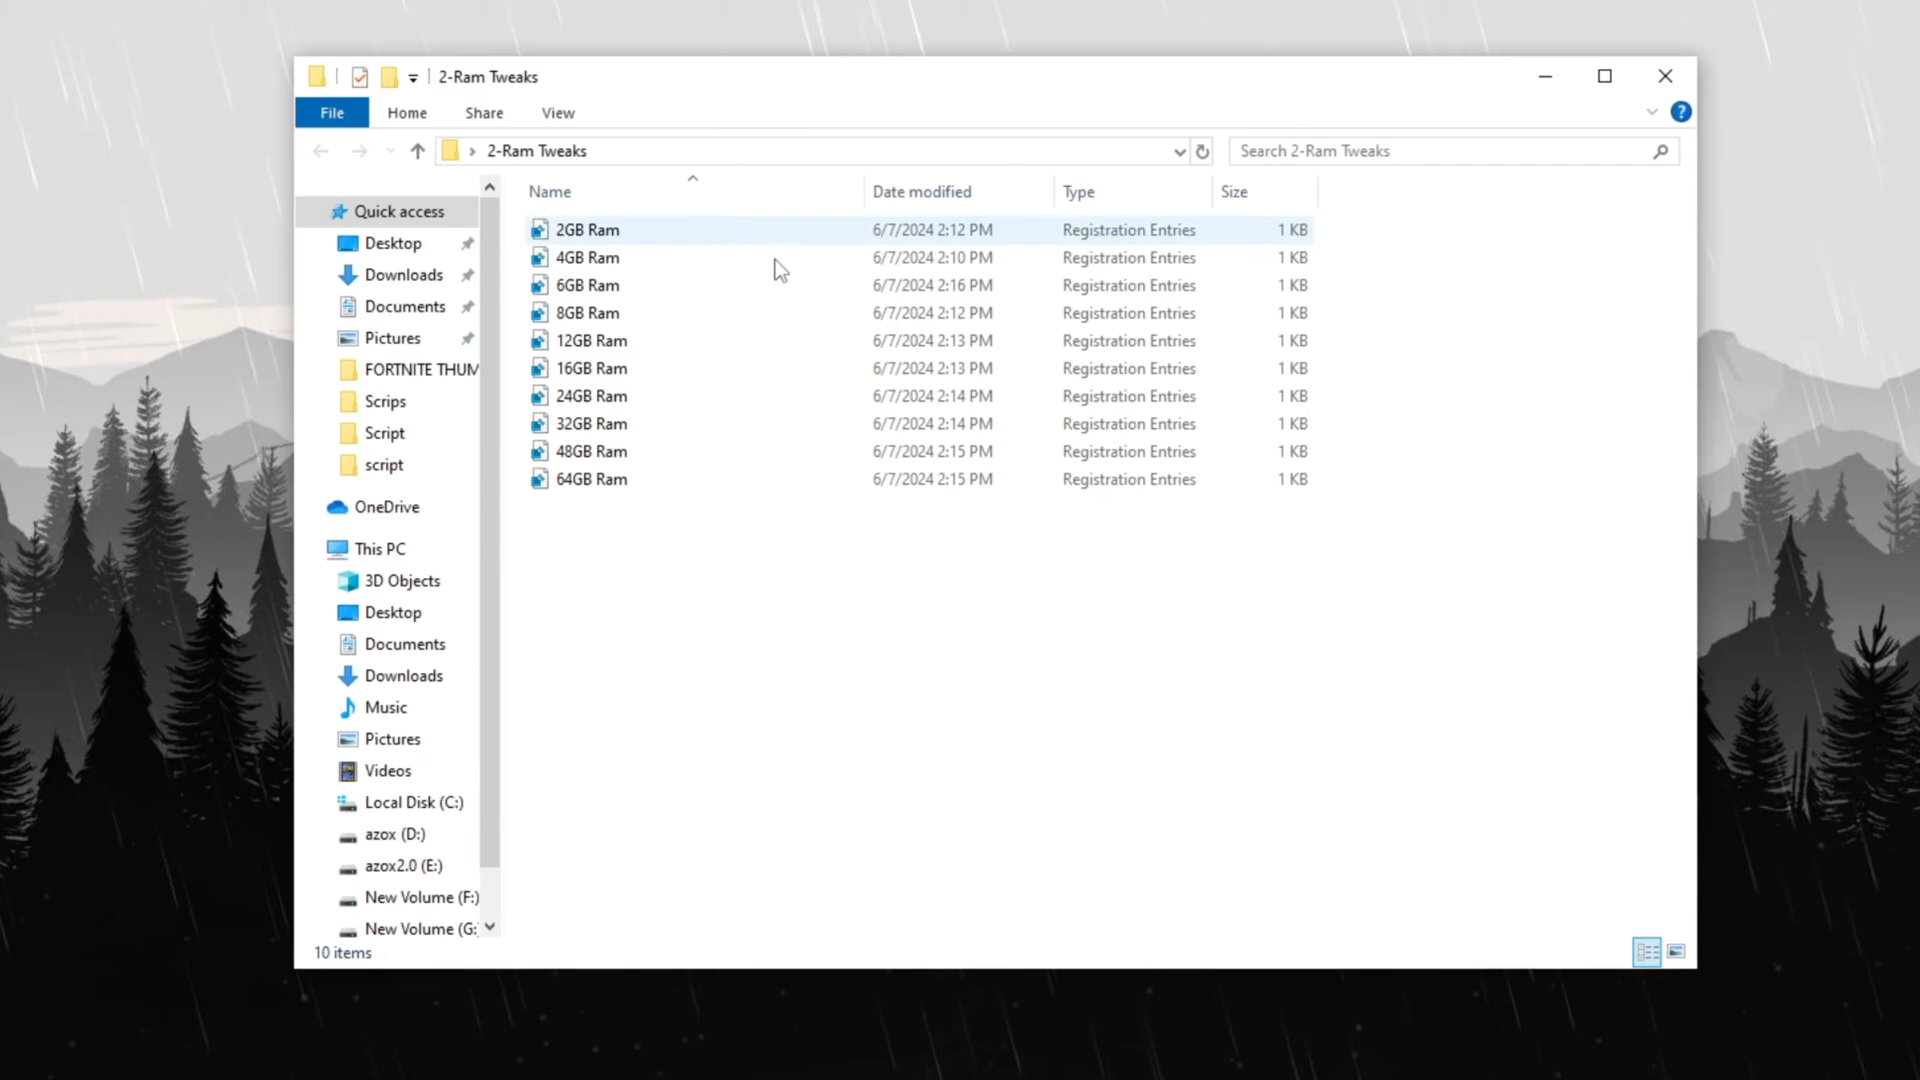 2-Ram Tweaks
File Home Share View
2-Ram Tweaks
Search 2-Ram Tweaks
Name Date modified Type Size
2GB Ram 6/7/2024 2:12 PM Registration Entries 1 KB
4GB Ram 6/7/2024 2:10 PM Registration Entries 1 KB
6GB Ram 6/7/2024 2:16 PM Registration Entries 1 KB
8GB Ram 6/7/2024 2:12 PM Registration Entries 1 KB
12GB Ram 6/7/2024 2:13 PM Registration Entries 1 KB
16GB Ram 6/7/2024 2:13 PM Registration Entries 1 KB
24GB Ram 6/7/2024 2:14 PM Registration Entries 1 KB
32GB Ram 6/7/2024 2:14 PM Registration Entries 1 KB
48GB Ram 6/7/2024 2:15 PM Registration Entries 1 KB
64GB Ram 6/7/2024 2:15 PM Registration Entries 1 KB
Quick access
Desktop
Downloads
Documents
Pictures
FORTNITE THUM
Scrips
Script
script
OneDrive
This PC
3D Objects
Desktop
Documents
Downloads
Music
Pictures
Videos
Local Disk (C:)
azox (D:)
azox2.0 (E:)
New Volume (F:)
New Volume (G:
10 items